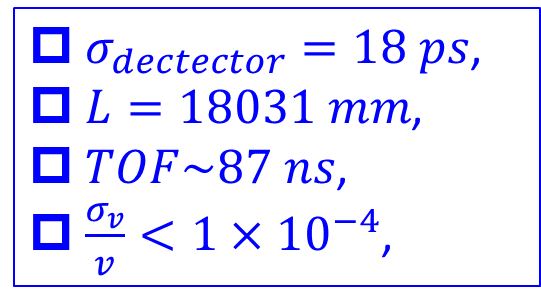 □ σ_dectector = 18 ps,
□ L = 18031 mm,
□ TOF~87 ns,
□ σ_v/v < 1 × 10⁻⁴,